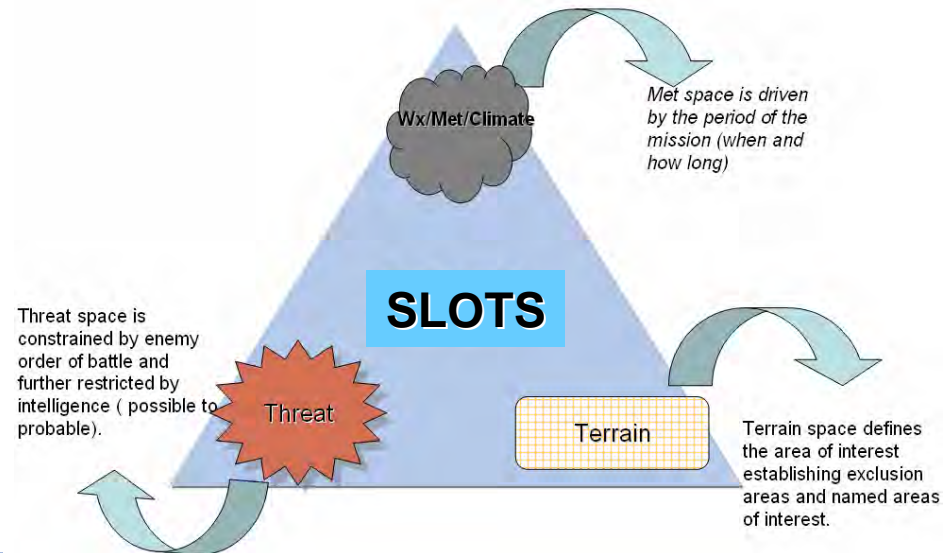 Wx/Met/Climate
Met space is driven
by the period of the
mission (when and
how long)
SLOTS
Threat space is
constrained by enemy
order of battle and
further restricted by
intelligence ( possible to
probable).
Threat
Terrain
Terrain space defines
the area of interest
establishing exclusion
areas and named areas
of interest.